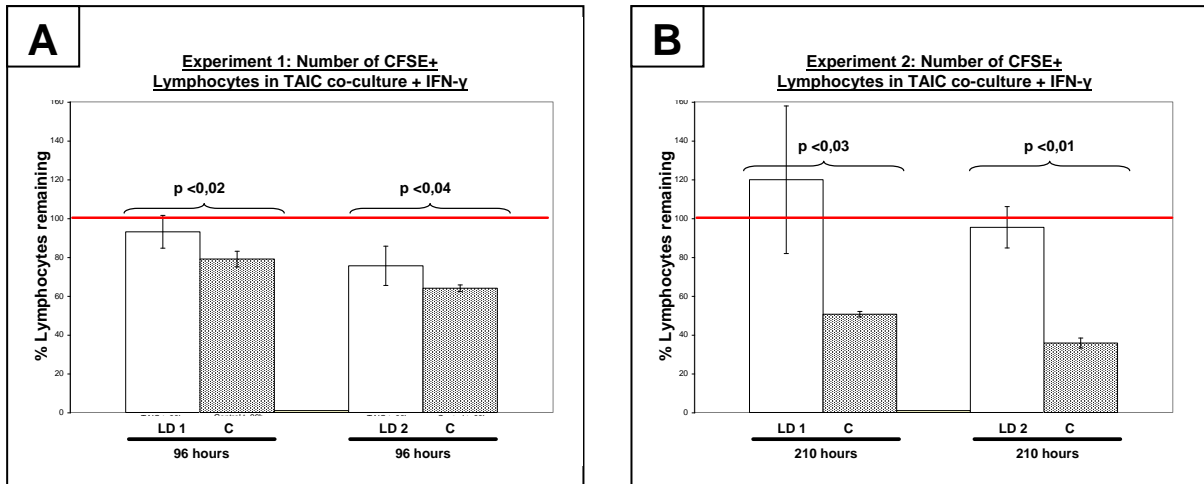 A
Experiment 1: Number of CFSE+
Lymphocytes in TAIC co-culture + IFN-γ
% Lymphocytes remaining
160
140
120
100
80
60
40
20
0
p <0,02
p <0,04
LD 1 C
LD 2 C
96 hours
96 hours
B
Experiment 2: Number of CFSE+
Lymphocytes in TAIC co-culture + IFN-γ
% Lymphocytes remaining
160
140
120
100
80
60
40
20
0
p <0,03
p <0,01
LD 1 C
LD 2 C
210 hours
210 hours